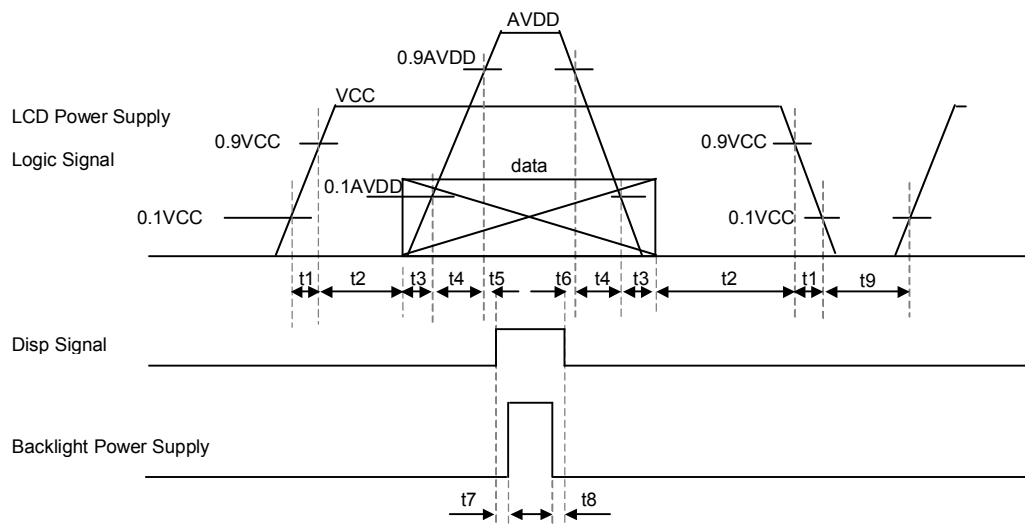 AVDD
0.9AVDD
VCC
LCD Power Supply
0.9VCC
0.9VCC
Logic Signal
data
0.1AVDD
0.1VCC
0.1VCC
t1 t2 t3 t4 t5 t6 t4 t3 t2 t1 t9
Disp Signal
Backlight Power Supply
t7 t8